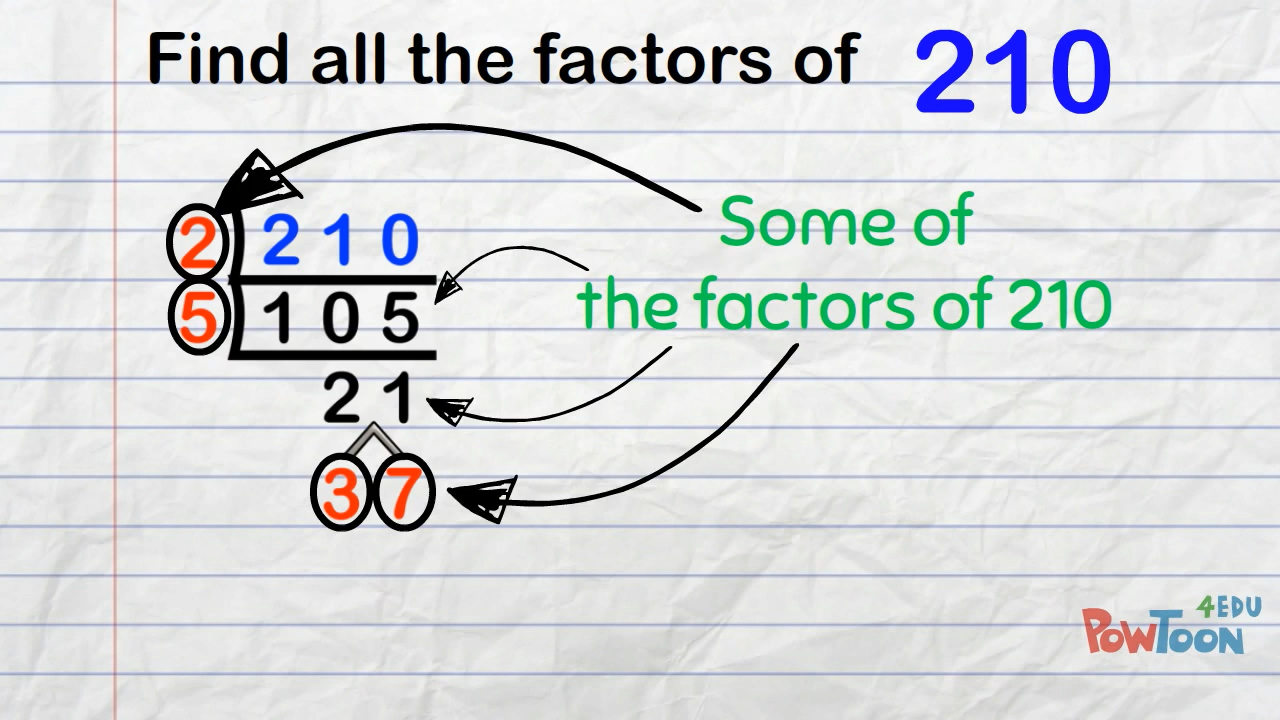 Find all the factors of 210
2 210
Some of
5 105
the factors of 210
21
3 7
4EDU
POWTOON